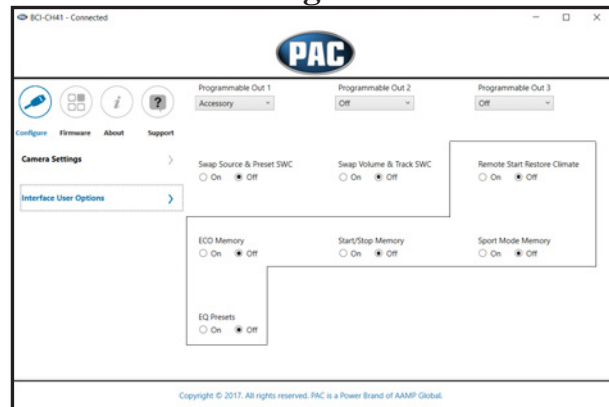 BCI-CH41 - Connected
PAC
Configure Firmware About Support
Camera Settings
Interface User Options
Programmable Out 1 Programmable Out 2 Programmable Out 3
Accessory Off Off
Swap Source & Preset SWC Swap Volume & Track SWC Remote Start Restore Climate
On Off On Off On Off
ECO Memory Start/Stop Memory Sport Mode Memory
On Off On Off On Off
EQ Presets
On Off
Copyright © 2017. All rights reserved. PAC is a Power Brand of AAMP Global.